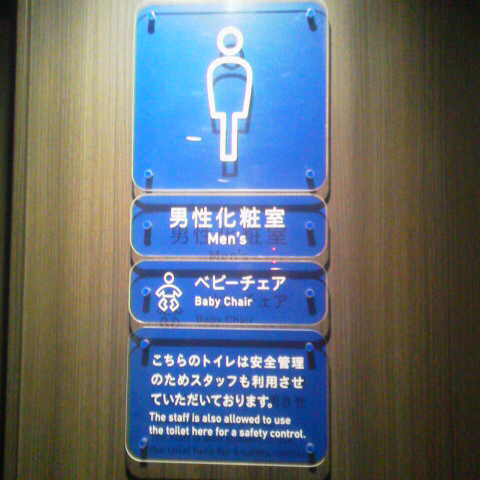 男性化粧室
Men's
ベビーチェア
Baby Chair
こちらのトイレは安全管理
のためスタッフも利用させ
ていただいております。
The staff is also allowed to use
the toilet here for a safety control.